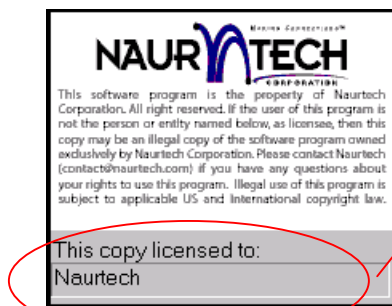 Making Connections™
NAURTECH
CORPORATION
This software program is the property of Naurtech
Corporation. All right reserved. If the user of this program is
not the person or entity named below, as licensee, then this
copy may be an illegal copy of the software program owned
exclusively by Naurtech Corporation. Please contact Naurtech
(contact@naurtech.com) if you have any questions about
your rights to use this program. Illegal use of this program is
subject to applicable US and International copyright law.
This copy licensed to:
Naurtech